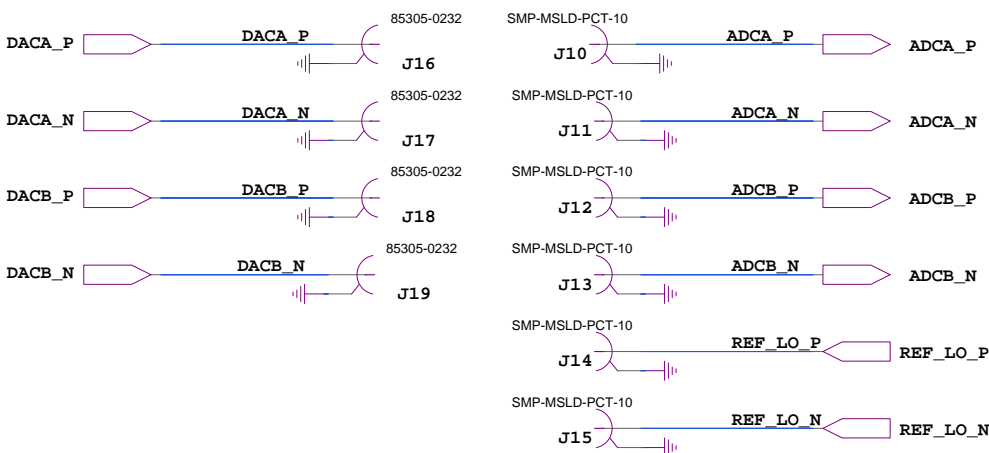 85305-0232
SMP-MSLD-PCT-10
DACA_P
DACA_P
J16
J10
ADCA_P
ADCA_P
85305-0232
SMP-MSLD-PCT-10
DACA_N
DACA_N
J17
J11
ADCA_N
ADCA_N
85305-0232
SMP-MSLD-PCT-10
DACB_P
DACB_P
J18
J12
ADCB_P
ADCB_P
85305-0232
SMP-MSLD-PCT-10
DACB_N
DACB_N
J19
J13
ADCB_N
ADCB_N
SMP-MSLD-PCT-10
J14
REF_LO_P
REF_LO_P
SMP-MSLD-PCT-10
J15
REF_LO_N
REF_LO_N